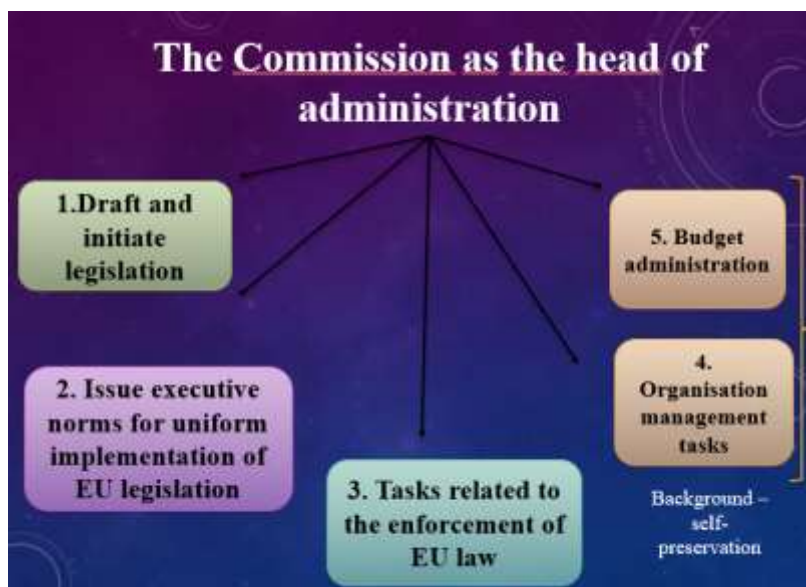 The Commission as the head of
administration
1.Draft and
initiate
legislation
2. Issue executive
norms for uniform
implementation of
EU legislation
3. Tasks related to
the enforcement of
EU law
4.
Organisation
management
tasks
5. Budget
administration
Background –
self-
preservation